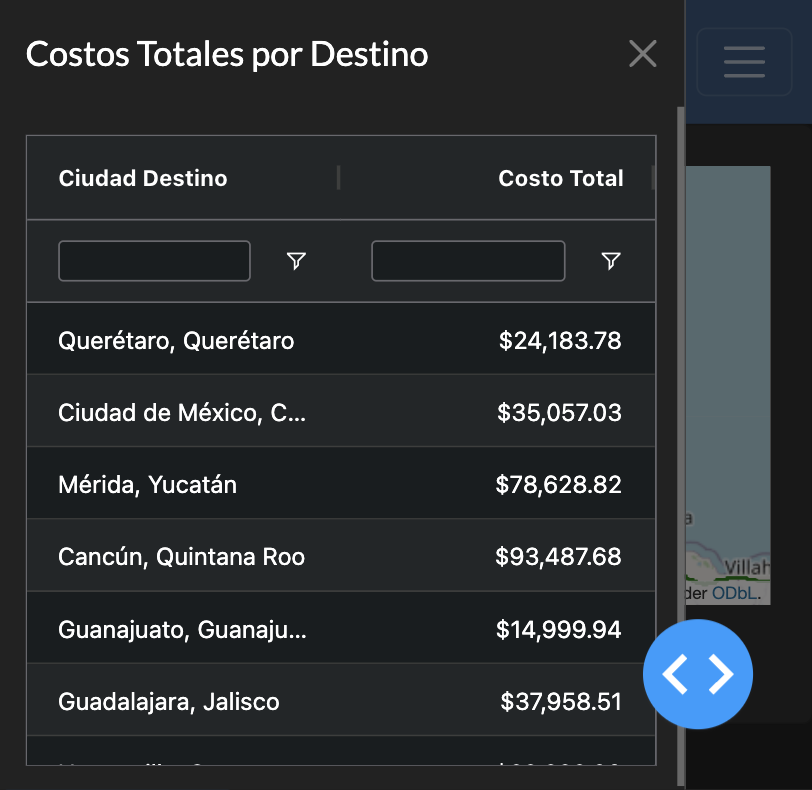 Costos Totales por Destino
Ciudad Destino Costo Total
Querétaro, Querétaro $24,183.78
Ciudad de México, C... $35,057.03
Mérida, Yucatán $78,628.82
Cancún, Quintana Roo $93,487.68
Guanajuato, Guanaju... $14,999.94
Guadalajara, Jalisco $37,958.51
a
Villah
der ODbL.